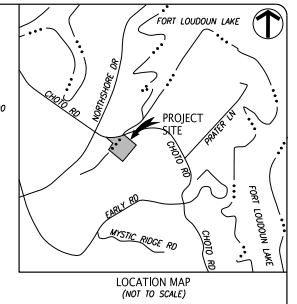 FORT LOUDOUN LAKE
NORTHSHORE DR
CHOTO RD
PROJECT
SITE
PRATER LN
CHOTO RD
EARLY RD
MYSTIC RIDGE RD
CHOTO RD
FORT LOUDOUN LAKE
LOCATION MAP
(NOT TO SCALE)